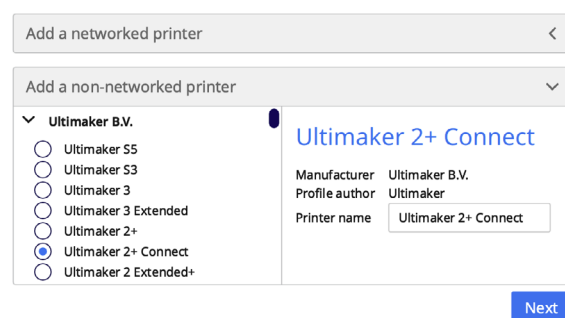 Add a networked printer
Add a non-networked printer
Ultimaker B.V.
Ultimaker S5
Ultimaker S3
Ultimaker 3
Ultimaker 3 Extended
Ultimaker 2+
Ultimaker 2+ Connect
Ultimaker 2 Extended+
Ultimaker 2+ Connect
Manufacturer Ultimaker B.V.
Profile author Ultimaker
Printer name Ultimaker 2+ Connect
Next